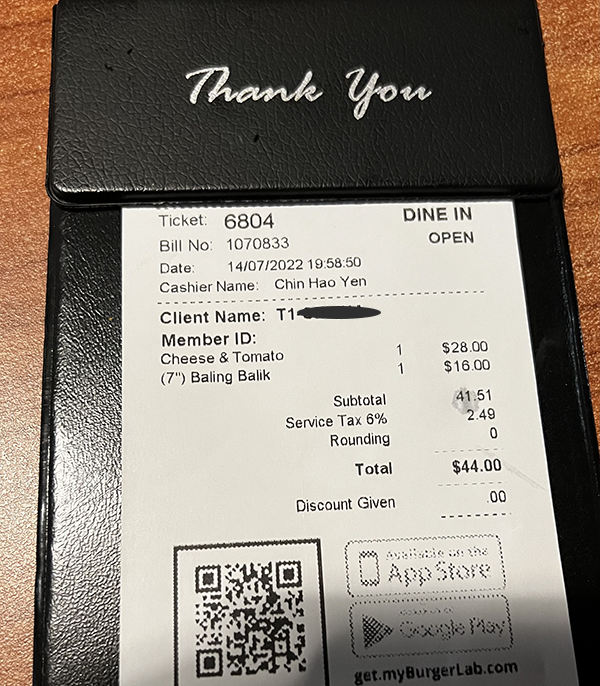 Thank You
Ticket: 6804 DINE IN
Bill No: 1070833 OPEN
Date: 14/07/2022 19:58:50
Cashier Name: Chin Hao Yen
Client Name: T1-
Member ID:
Cheese & Tomato 1 $28.00
(7") Baling Balik 1 $16.00
Subtotal 41.51
Service Tax 6% 2.49
Rounding 0
Total $44.00
Discount Given .00
Available on the
App Store
Google Play
get.myBurgerLab.com